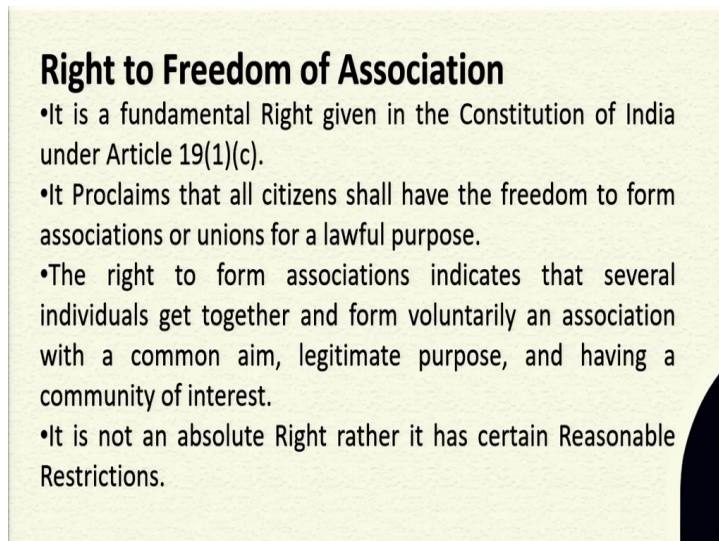 Right to Freedom of Association
•It is a fundamental Right given in the Constitution of India
under Article 19(1)(c).
•It Proclaims that all citizens shall have the freedom to form
associations or unions for a lawful purpose.
•The right to form associations indicates that several
individuals get together and form voluntarily an association
with a common aim, legitimate purpose, and having a
community of interest.
•It is not an absolute Right rather it has certain Reasonable
Restrictions.